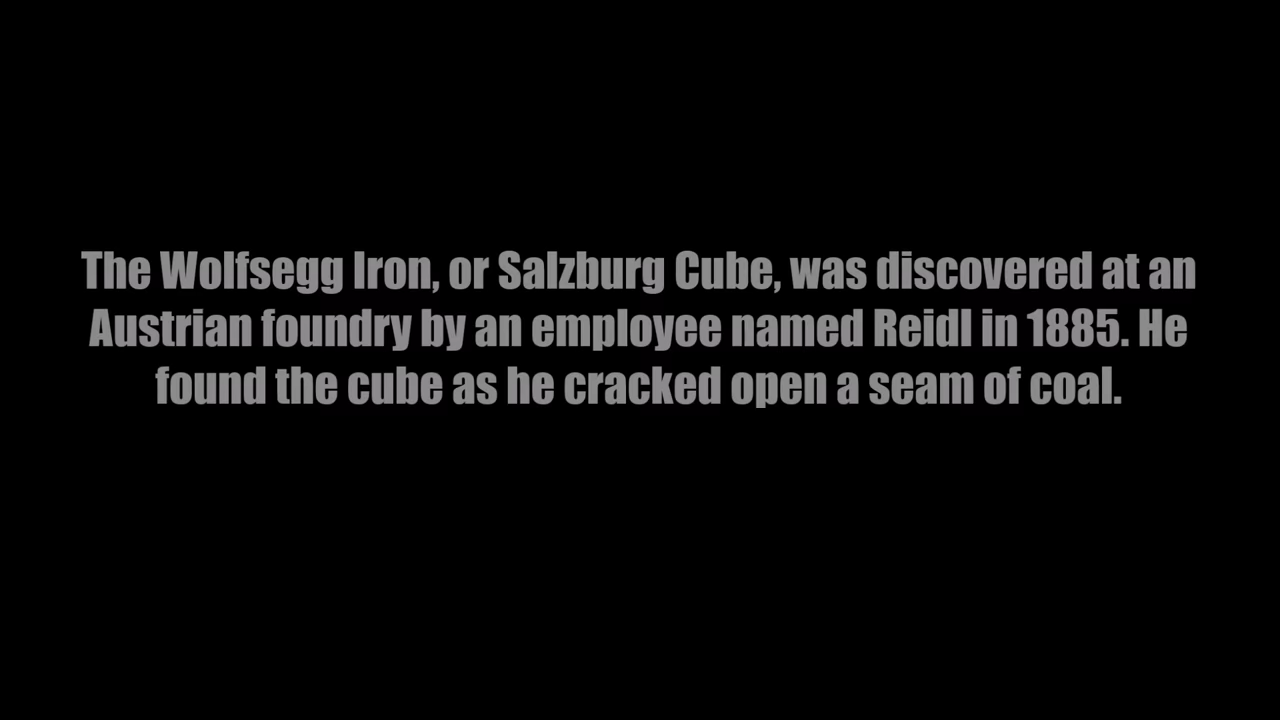 The Wolfsegg Iron, or Salzburg Cube, was discovered at an
Austrian foundry by an employee named Reidl in 1885. He
found the cube as he cracked open a seam of coal.